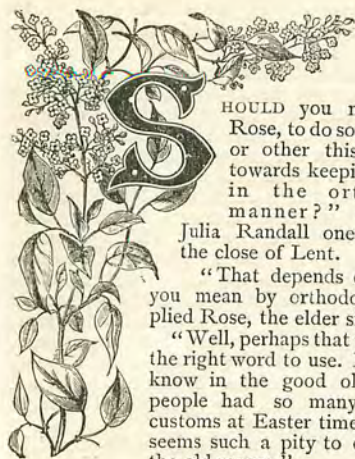 SHOULD you
Rose, to do so
or other this
towards keepi
in the ort
manner?"
Julia Randall one
the close of Lent.
"That depends
you mean by orthodo
plied Rose, the elder s
"Well, perhaps that
the right word to use.
know in the good ol
people had so many
customs at Easter time
seems such a pity to